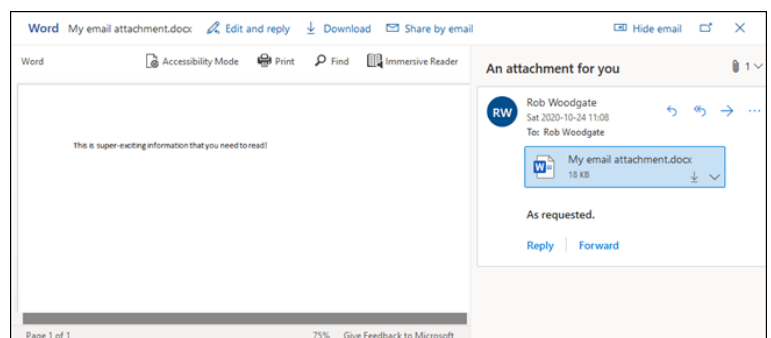 Word My email attachment.docx Edit and reply Download Share by email Hide email
Word Accessibility Mode Print Find Immersive Reader
This is super-exciting information that you need to read!
Page 1 of 1 75% Give Feedback to Microsoft
An attachment for you 1
RW
Rob Woodgate
Sat 2020-10-24 11:08
To: Rob Woodgate
W
My email attachment.docx
18 KB
As requested.
Reply Forward